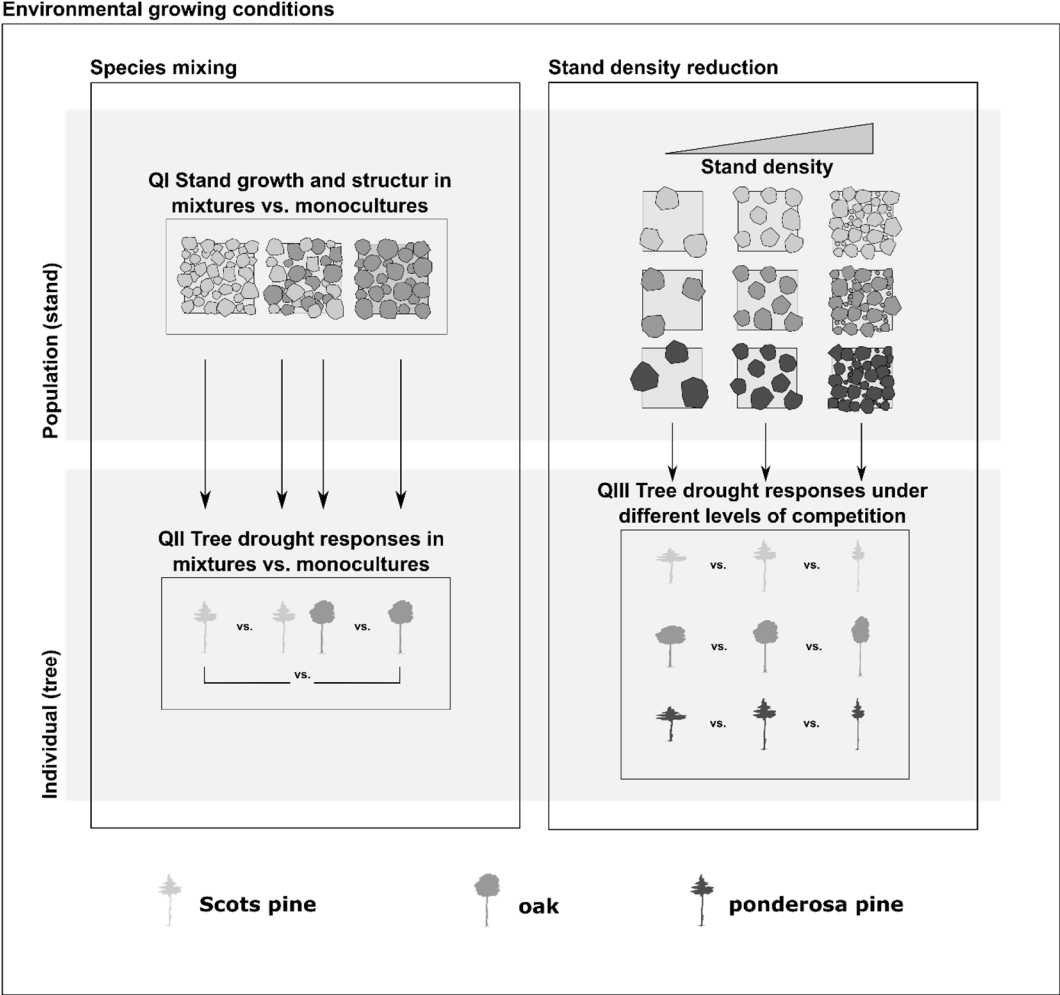 Environmental growing conditions
Species mixing
Stand density reduction
Stand density
QI Stand growth and structur in
mixtures vs. monocultures
Population (stand)
QIII Tree drought responses under
different levels of competition
QII Tree drought responses in
mixtures vs. monocultures
vs. vs.
vs.
vs. vs.
vs. vs.
vs. vs.
Individual (tree)
Scots pine
oak
ponderosa pine